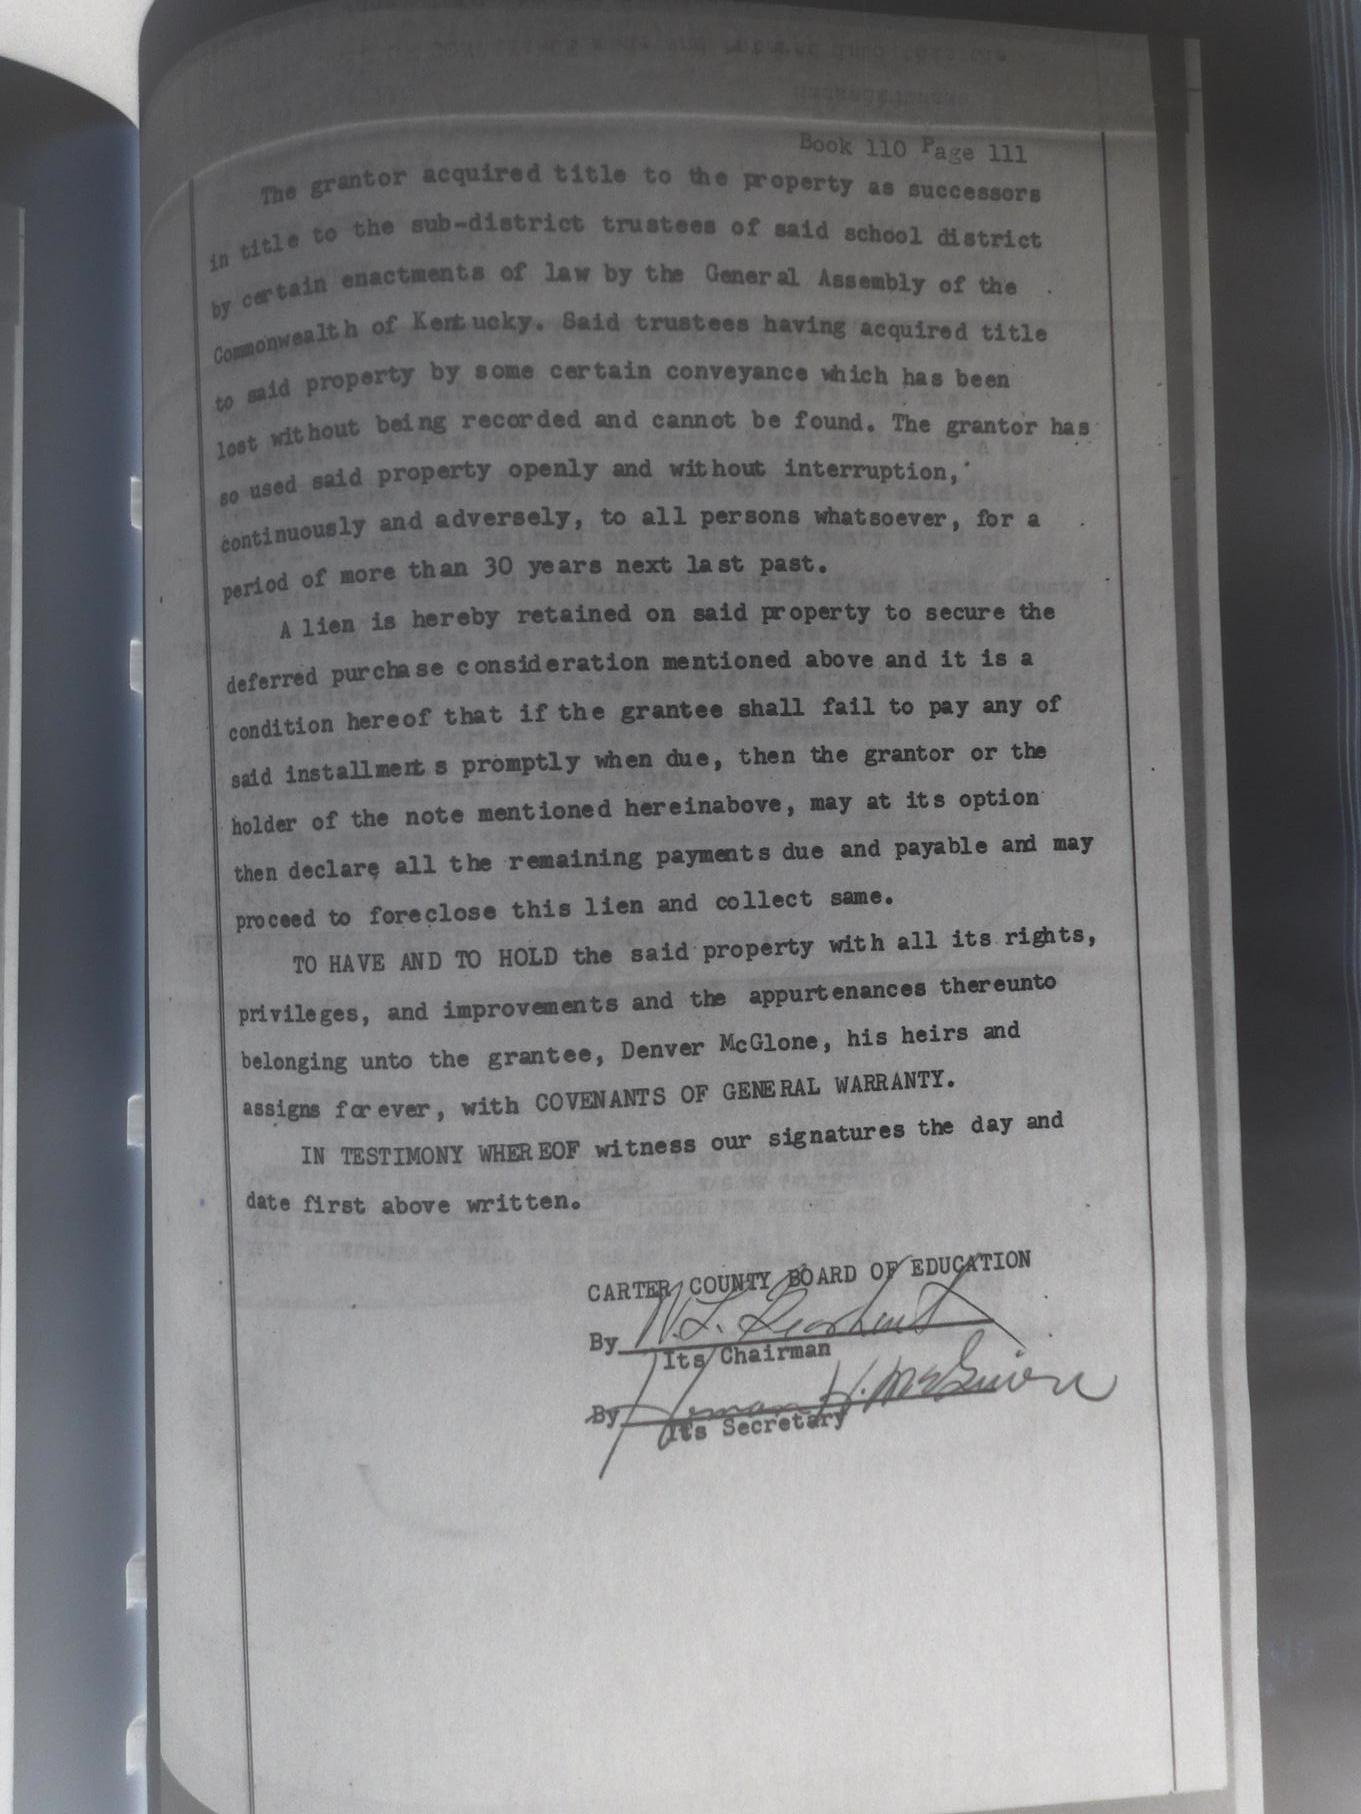 Book 110 Page 111
The grantor acquired title to the property as successors
in title to the sub-district trustees of said school district
by certain enactments of law by the General Assembly of the
Commonwealth of Kentucky. Said trustees having acquired title
to said property by some certain conveyance which has been
lost without being recorded and cannot be found. The grantor has
so used said property openly and without interruption,
continuously and adversely, to all persons whatsoever, for a
period of more than 30 years next last past.
A lien is hereby retained on said property to secure the
deferred purchase consideration mentioned above and it is a
condition hereof that if the grantee shall fail to pay any of
said installments promptly when due, then the grantor or the
holder of the note mentioned hereinabove, may at its option
then declare all the remaining payments due and payable and may
proceed to foreclose this lien and collect same.
TO HAVE AND TO HOLD the said property with all its rights,
privileges, and improvements and the appurtenances thereunto
belonging unto the grantee, Denver McGlone, his heirs and
assigns forever, with COVENANTS OF GENERAL WARRANTY.
IN TESTIMONY WHEREOF witness our signatures the day and
date first above written.
CARTER COUNTY BOARD OF EDUCATION
By
Its Chairman
By H.
Its Secretary